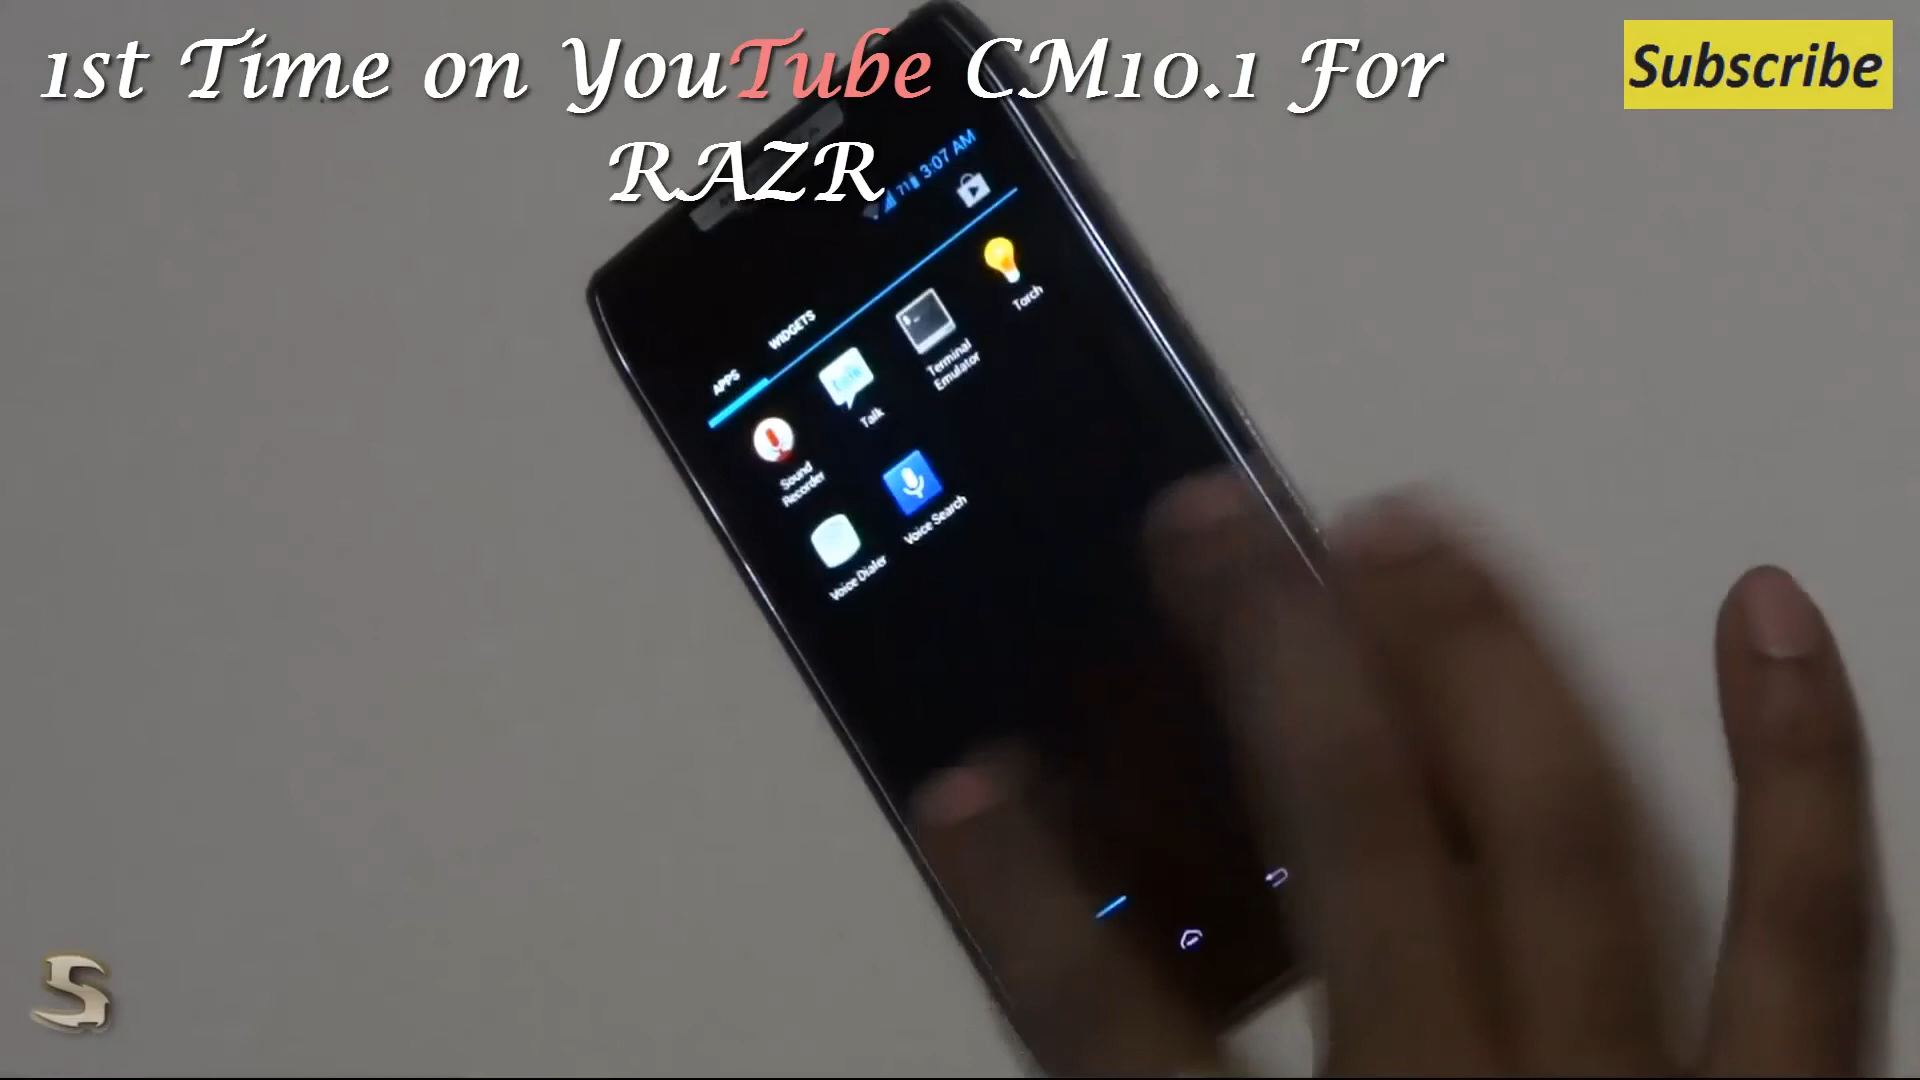 1st Time on YouTube CM10.1 For
RAZR
Subscribe
71 3:07 AM
APPS
WIDGETS
Sound
Recorder
Talk
Terminal
Emulator
Torch
Voice Dialer
Voice Search
S